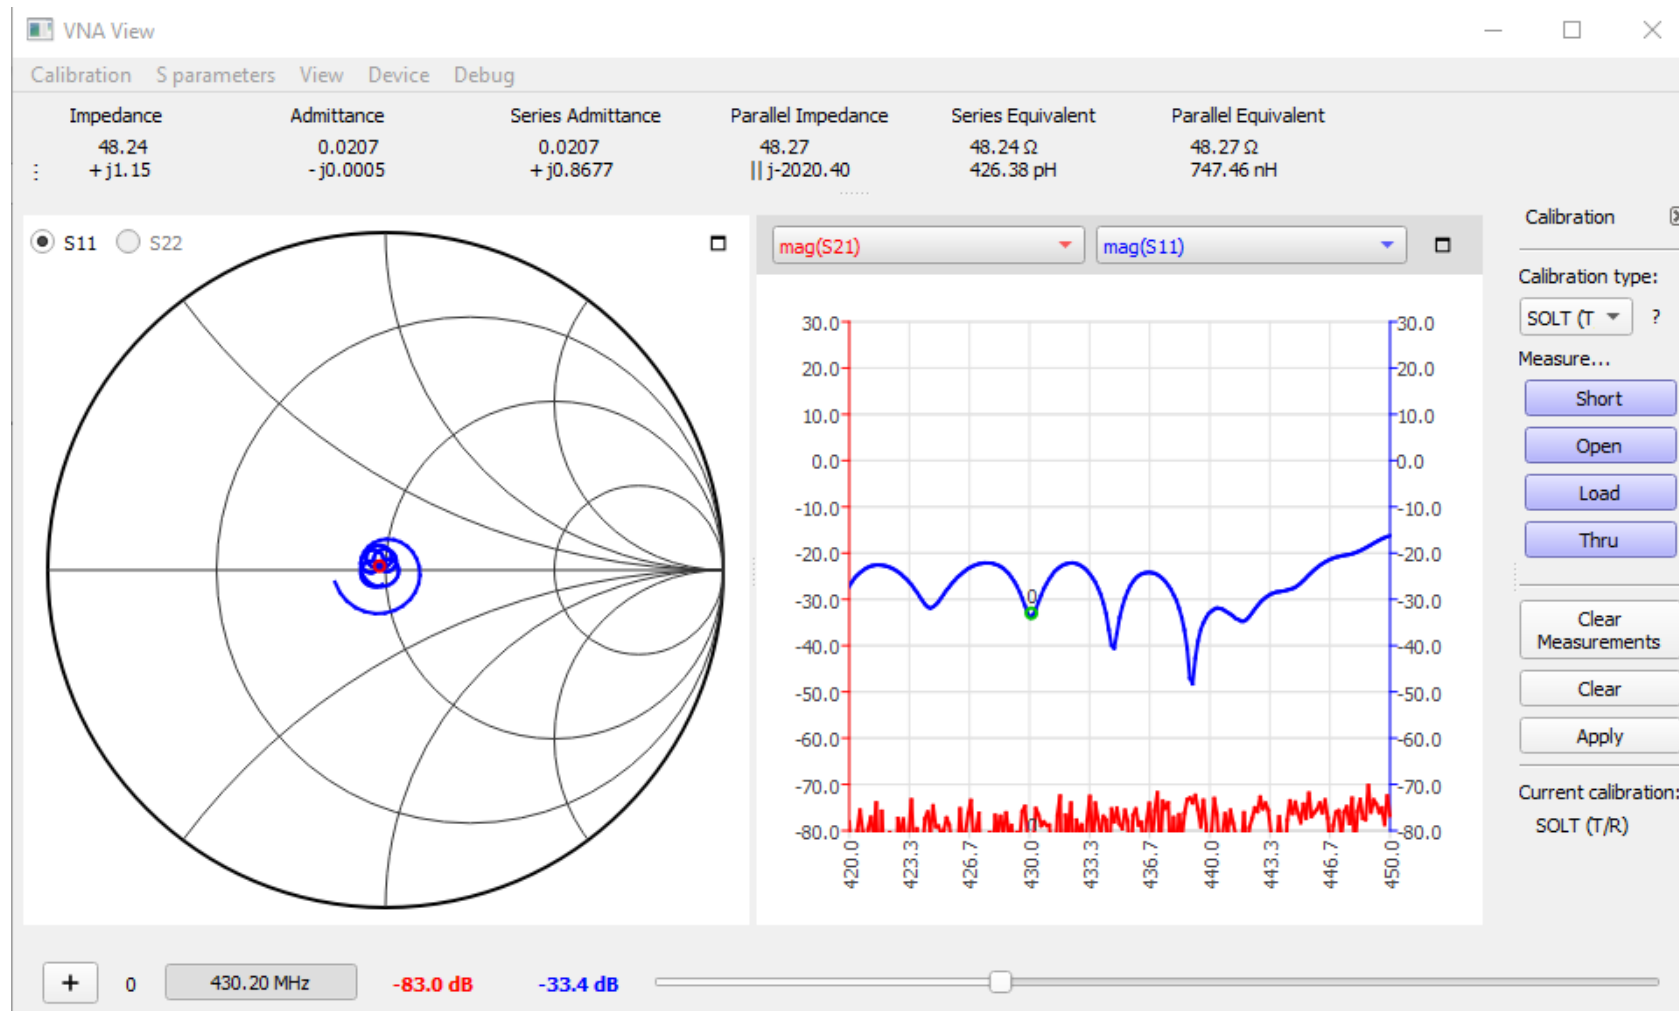 VNA View
Calibration S parameters View Device Debug
Impedance Admittance Series Admittance Parallel Impedance Series Equivalent Parallel Equivalent
48.24 0.0207 0.0207 48.27 48.24 Ω 48.27 Ω
+ j1.15 - j0.0005 + j0.8677 || j-2020.40 426.38 pH 747.46 nH
S11 S22
mag(S21) mag(S11)
30.0 30.0
20.0 20.0
10.0 10.0
0.0 0.0
-10.0 -10.0
-20.0 -20.0
-30.0 0 -30.0
-40.0 -40.0
-50.0 -50.0
-60.0 -60.0
-70.0 -70.0
-80.0 0 -80.0
420.0 423.3 426.7 430.0 433.3 436.7 440.0 443.3 446.7 450.0
Calibration
Calibration type:
SOLT (T ?
Measure...
Short
Open
Load
Thru
Clear
Measurements
Clear
Apply
Current calibration:
SOLT (T/R)
+ 0 430.20 MHz -83.0 dB -33.4 dB